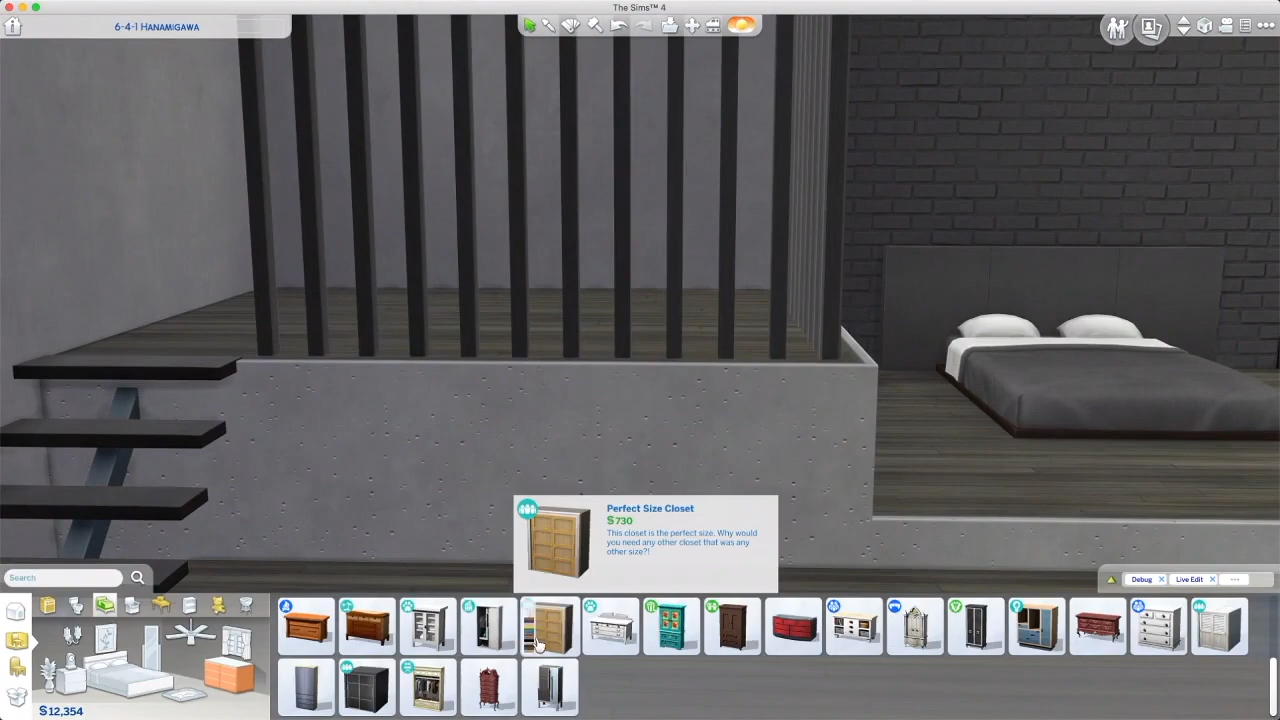 The Sims™ 4
6-4-1 HANAMIGAWA
Perfect Size Closet
§730
This closet is the perfect size. Why would
you need any other closet that was any
other size?!
Search
Debug
Live Edit
§12,354